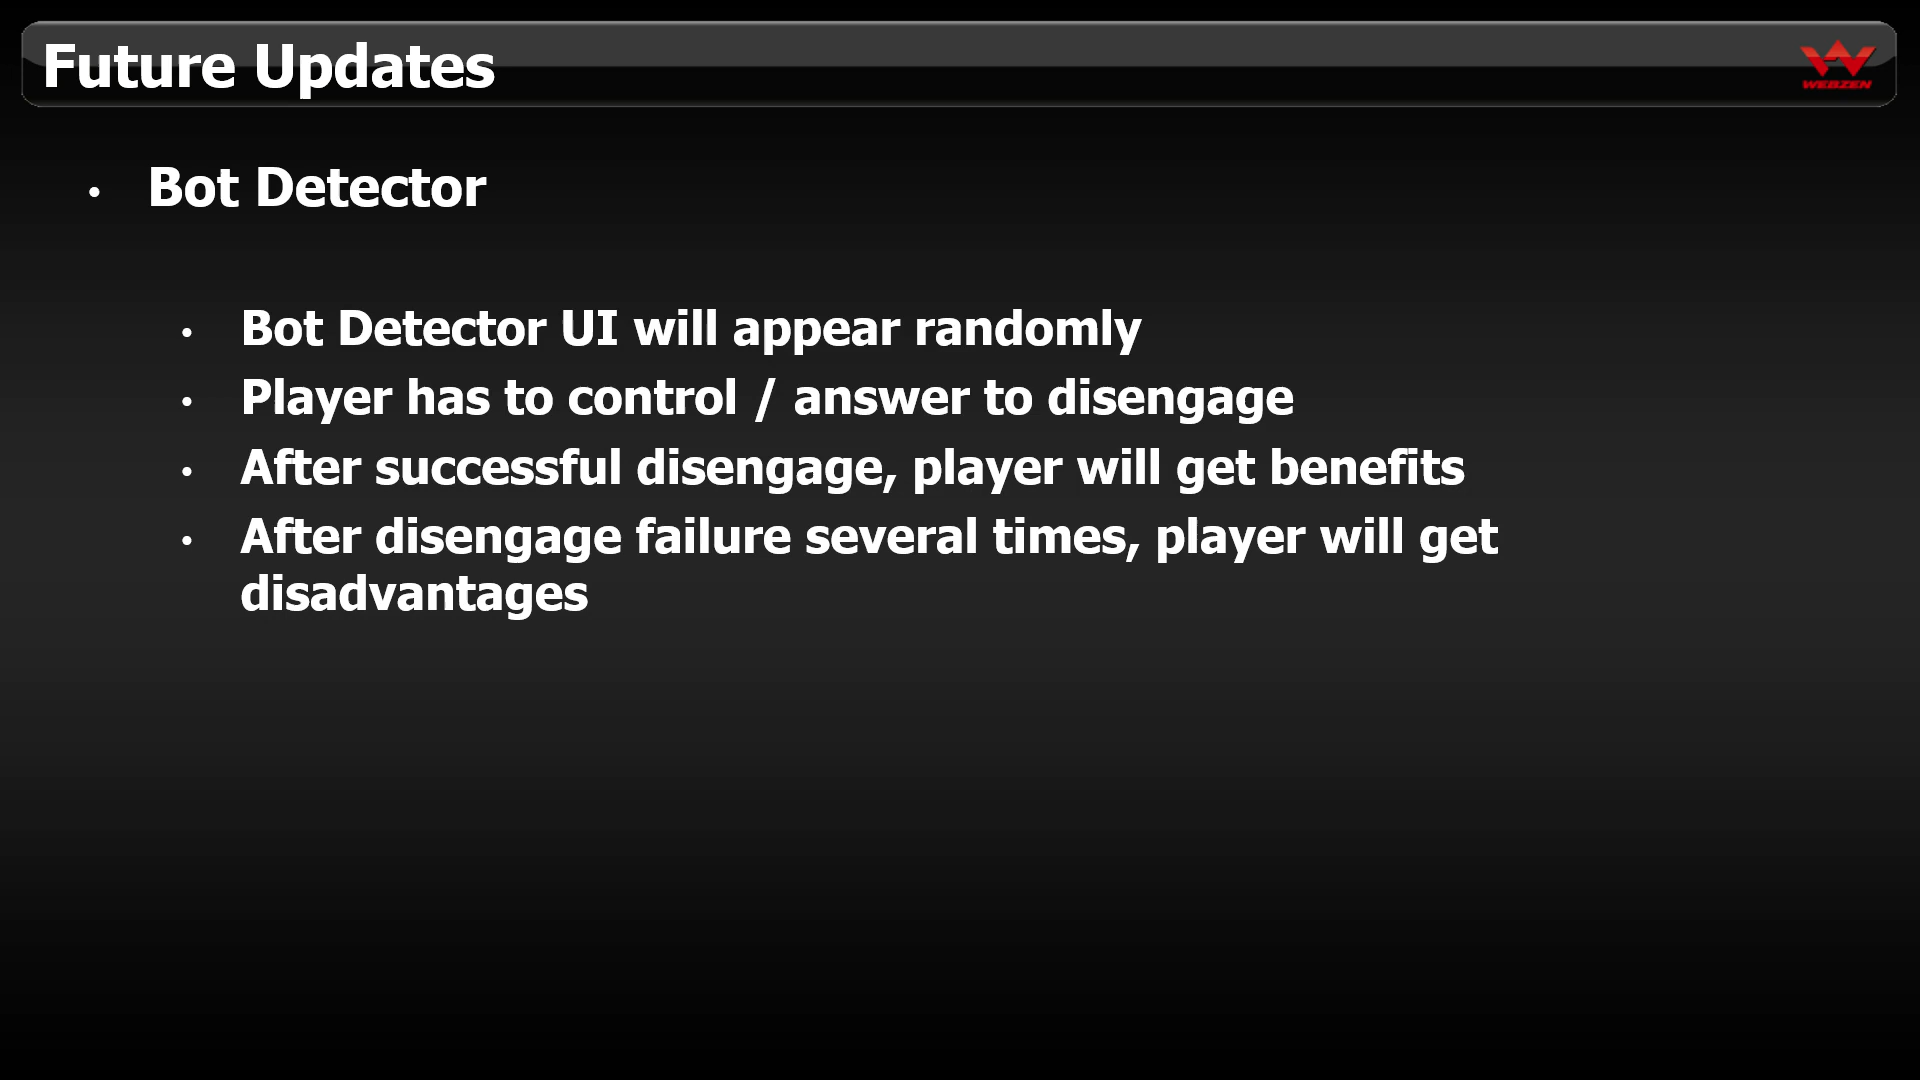 Future Updates
WEBZEN
• Bot Detector
• Bot Detector UI will appear randomly
• Player has to control / answer to disengage
• After successful disengage, player will get benefits
• After disengage failure several times, player will get
disadvantages